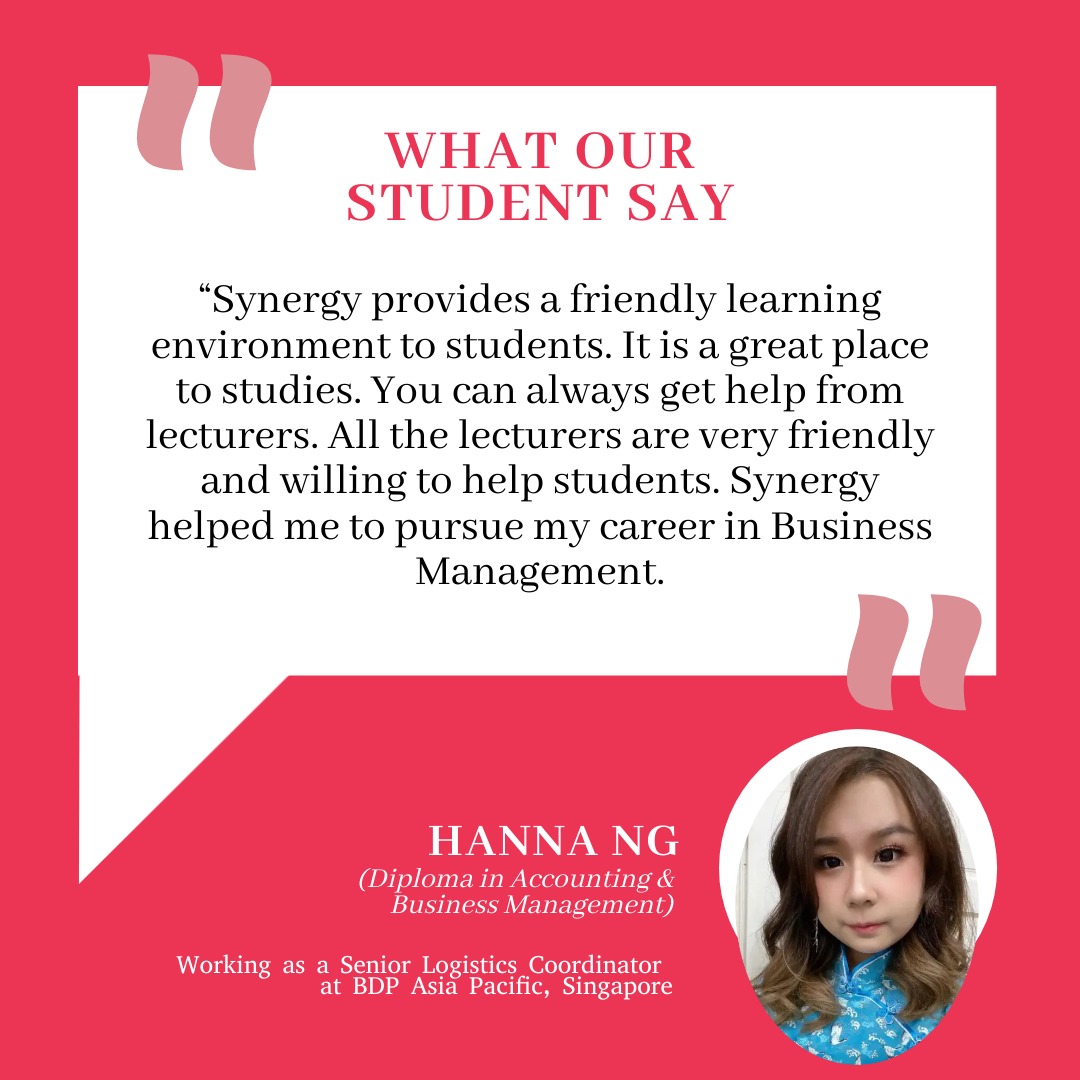 WHAT OUR
STUDENT SAY
“Synergy provides a friendly learning
environment to students. It is a great place
to studies. You can always get help from
lecturers. All the lecturers are very friendly
and willing to help students. Synergy
helped me to pursue my career in Business
Management.
HANNA NG
(Diploma in Accounting &
Business Management)
Working as a Senior Logistics Coordinator
at BDP Asia Pacific, Singapore